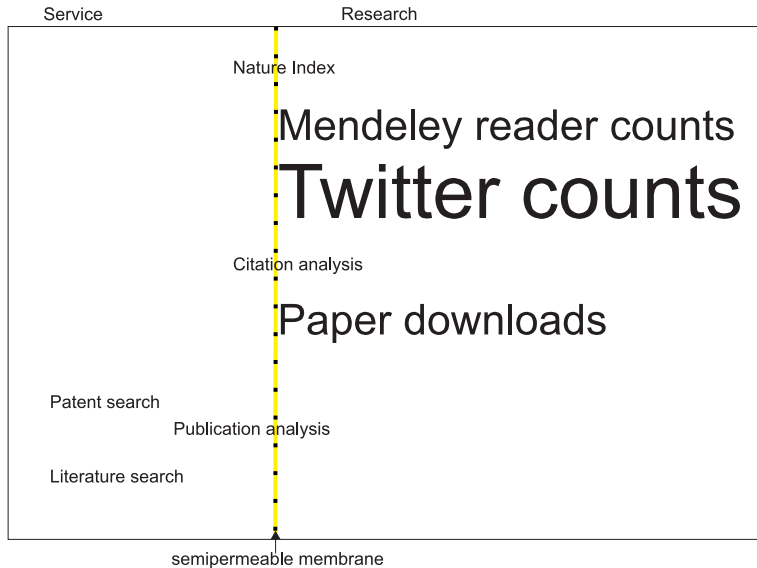 Service
Research
Nature Index
Mendeley reader counts
Twitter counts
Citation analysis
Paper downloads
Patent search
Publication analysis
Literature search
semipermeable membrane